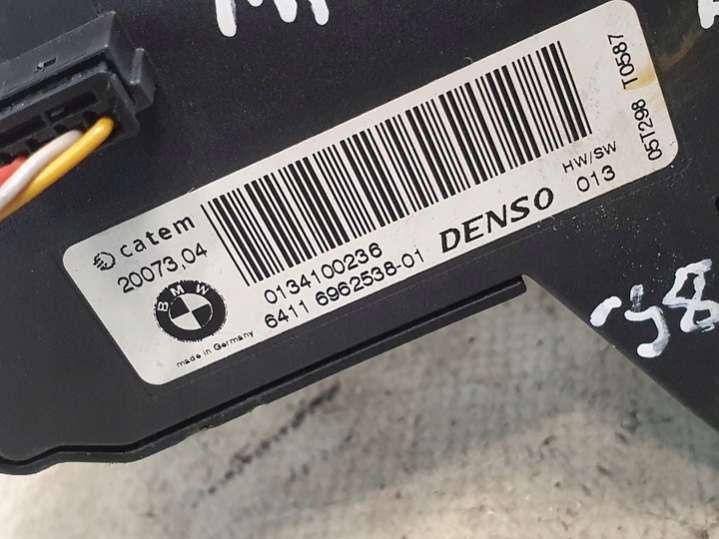 catem
20073,04
BMW
made in Germany
0134100236
6411 6962538-01
DENSO
HW/SW
013
05T298 T0587